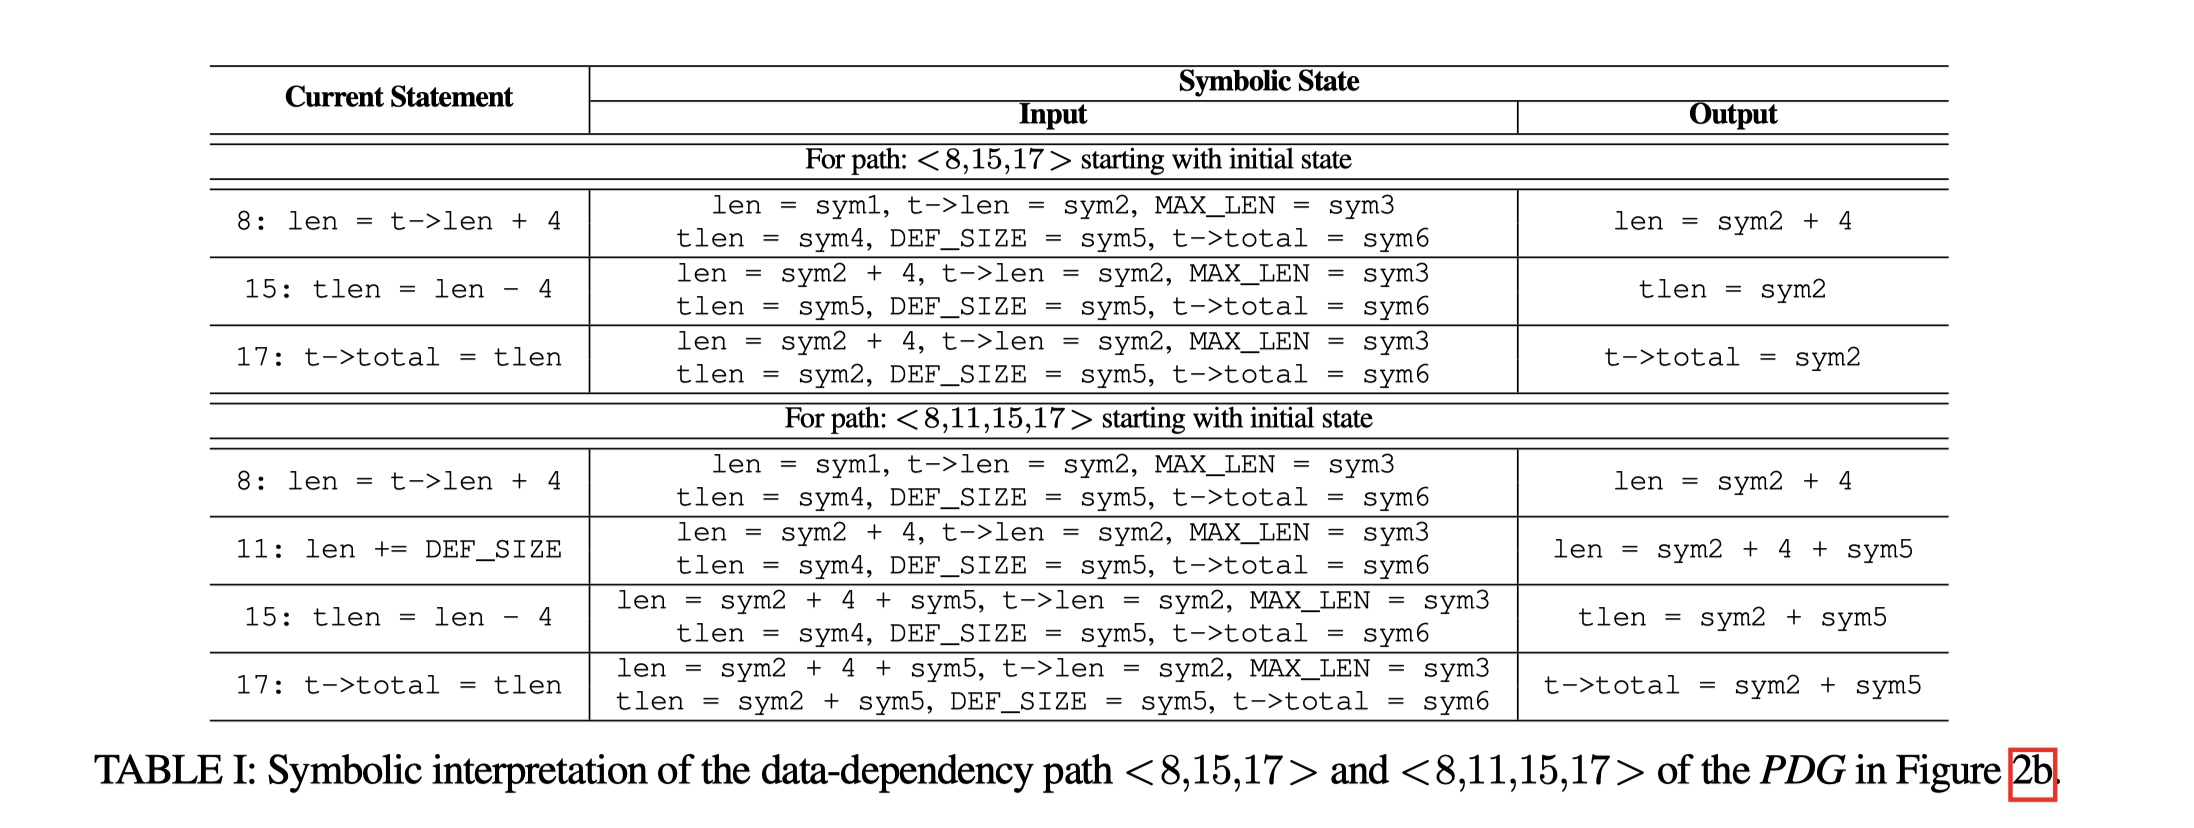 Current Statement
Symbolic State
Input
Output
For path: <8,15,17> starting with initial state
8: len = t->len + 4
len = sym1, t->len = sym2, MAX_LEN = sym3
tlen = sym4, DEF_SIZE = sym5, t->total = sym6
len = sym2 + 4
15: tlen = len - 4
len = sym2 + 4, t->len = sym2, MAX_LEN = sym3
tlen = sym5, DEF_SIZE = sym5, t->total = sym6
tlen = sym2
17: t->total = tlen
len = sym2 + 4, t->len = sym2, MAX_LEN = sym3
tlen = sym2, DEF_SIZE = sym5, t->total = sym6
t->total = sym2
For path: <8,11,15,17> starting with initial state
8: len = t->len + 4
len = sym1, t->len = sym2, MAX_LEN = sym3
tlen = sym4, DEF_SIZE = sym5, t->total = sym6
len = sym2 + 4
11: len += DEF_SIZE
len = sym2 + 4, t->len = sym2, MAX_LEN = sym3
tlen = sym4, DEF_SIZE = sym5, t->total = sym6
len = sym2 + 4 + sym5
15: tlen = len - 4
len = sym2 + 4 + sym5, t->len = sym2, MAX_LEN = sym3
tlen = sym4, DEF_SIZE = sym5, t->total = sym6
tlen = sym2 + sym5
17: t->total = tlen
len = sym2 + 4 + sym5, t->len = sym2, MAX_LEN = sym3
tlen = sym2 + sym5, DEF_SIZE = sym5, t->total = sym6
t->total = sym2 + sym5
TABLE I: Symbolic interpretation of the data-dependency path <8,15,17> and <8,11,15,17> of the PDG in Figure 2b.